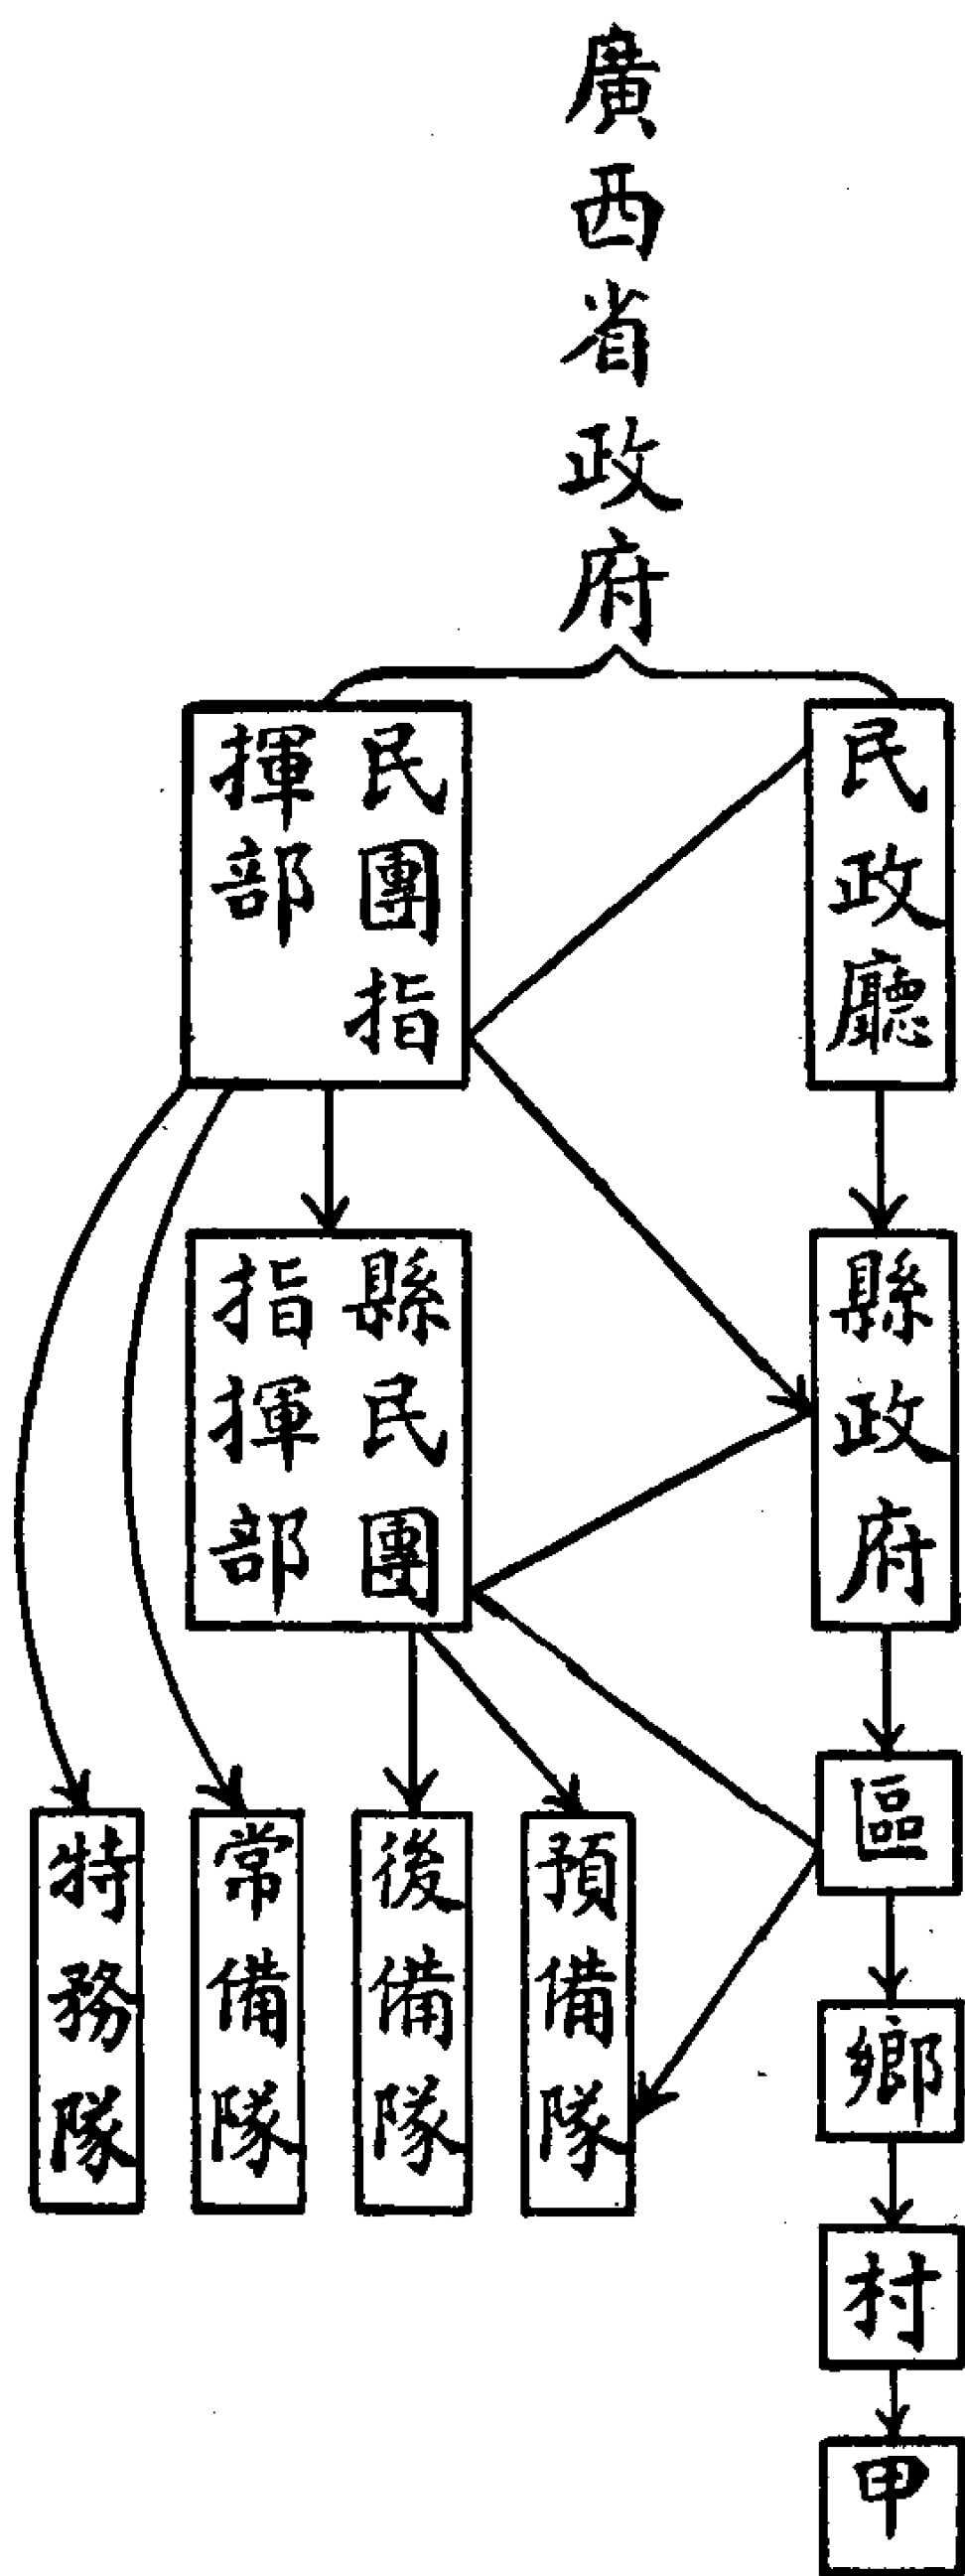 廣西省政府
民政廳
民團指
揮部
縣政府
縣民團
指揮部
區
鄉
村
甲
預備隊
後備隊
常備隊
特務隊